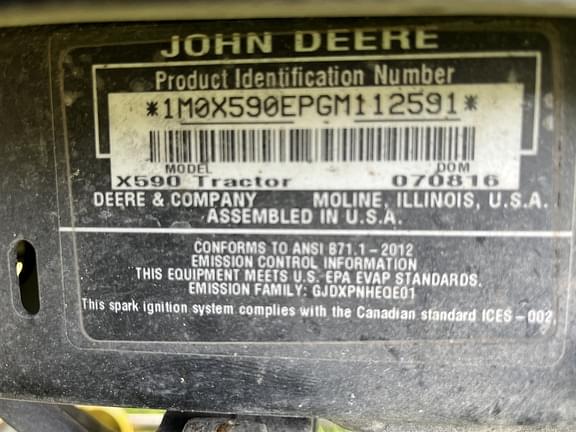 JOHN DEERE
Product Identification Number
*1M0X590EPGM112591*
MODEL DOM
X590 Tractor 070816
DEERE & COMPANY MOLINE, ILLINOIS, U.S.A.
ASSEMBLED IN U.S.A.
CONFORMS TO ANSI B71.1-2012
EMISSION CONTROL INFORMATION
THIS EQUIPMENT MEETS U.S. EPA EVAP STANDARDS.
EMISSION FAMILY: GJDXPNHEQE01
This spark ignition system complies with the Canadian standard ICES-002.